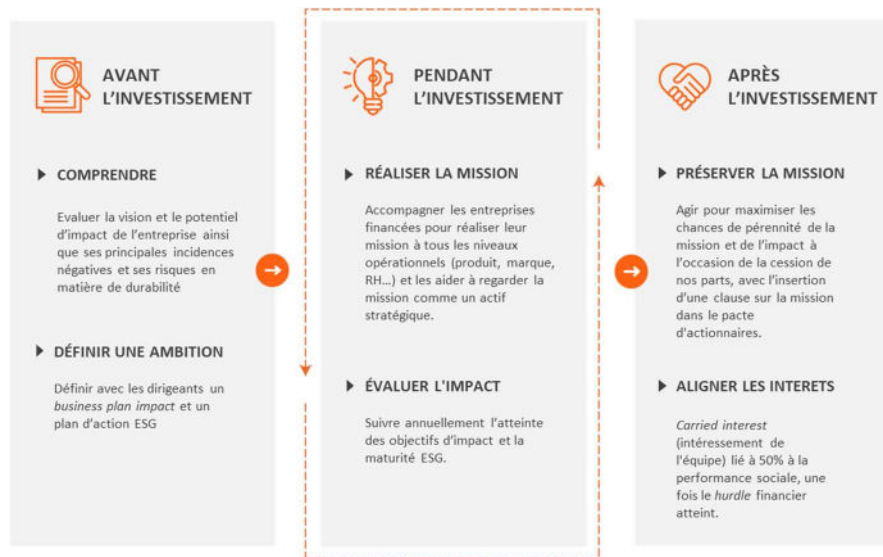 AVANT
L'INVESTISSEMENT
COMPRENDRE
Evaluer la vision et le potentiel
d'impact de l'entreprise ainsi
que ses principales incidences
négatives et ses risques en
matière de durabilité
DÉFINIR UNE AMBITION
Définir avec les dirigeants un
business plan impact et un
plan d'action ESG
PENDANT
L'INVESTISSEMENT
RÉALISER LA MISSION
Accompagner les entreprises
financées pour réaliser leur
mission à tous les niveaux
opérationnels (produit, marque,
RH...) et les aider à regarder la
mission comme un actif
stratégique.
ÉVALUER L'IMPACT
Suivre annuellement l'atteinte
des objectifs d'impact et la
maturité ESG.
APRÈS
L'INVESTISSEMENT
PRÉSERVER LA MISSION
Agir pour maximiser les
chances de pérennité de la
mission et de l'impact à
l'occasion de la cession de
nos parts, avec l'insertion
d'une clause sur la mission
dans le pacte
d'actionnaires.
ALIGNER LES INTERETS
Carried interest
(intéressement de
l'équipe) lié à 50% à la
performance sociale, une
fois le hurdle financier
atteint.